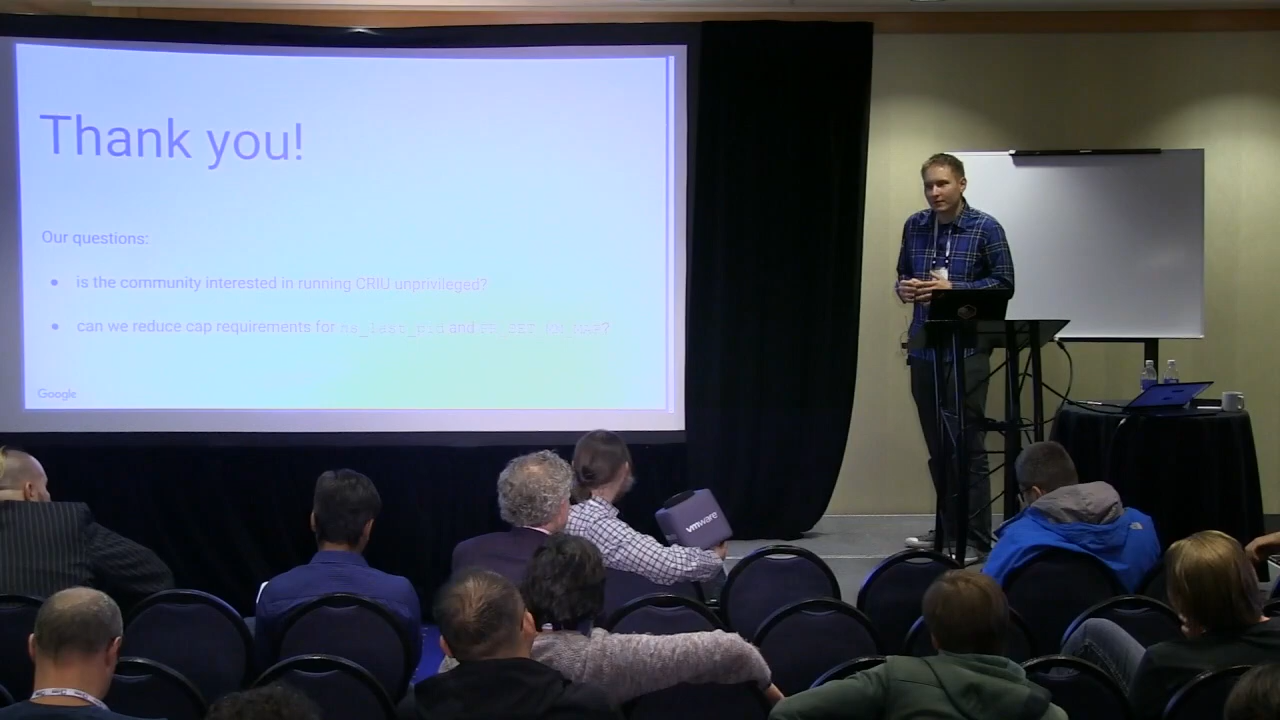 Thank you!
Our questions:
• is the community interested in running CRIU unprivileged?
• can we reduce cap requirements for ns_last_pid and PR_SET_MM_MAP?
Google
vmware